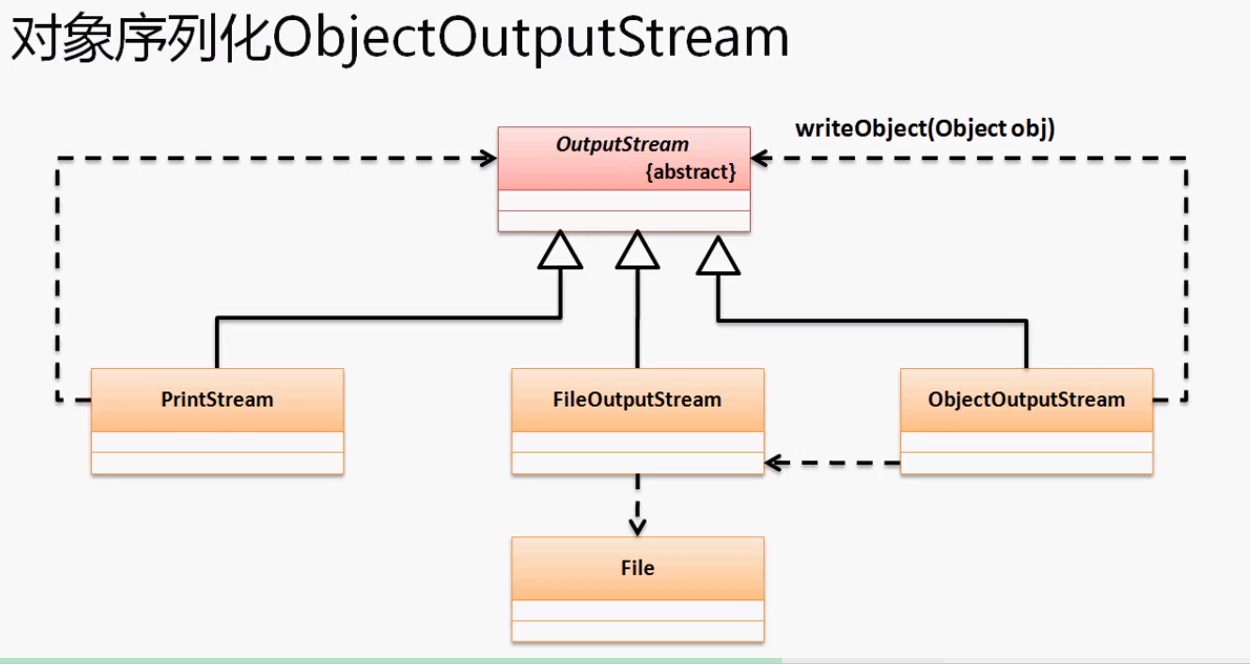 对象序列化ObjectOutputStream
writeObject(Object obj)
OutputStream
{abstract}
PrintStream
FileOutputStream
ObjectOutputStream
File